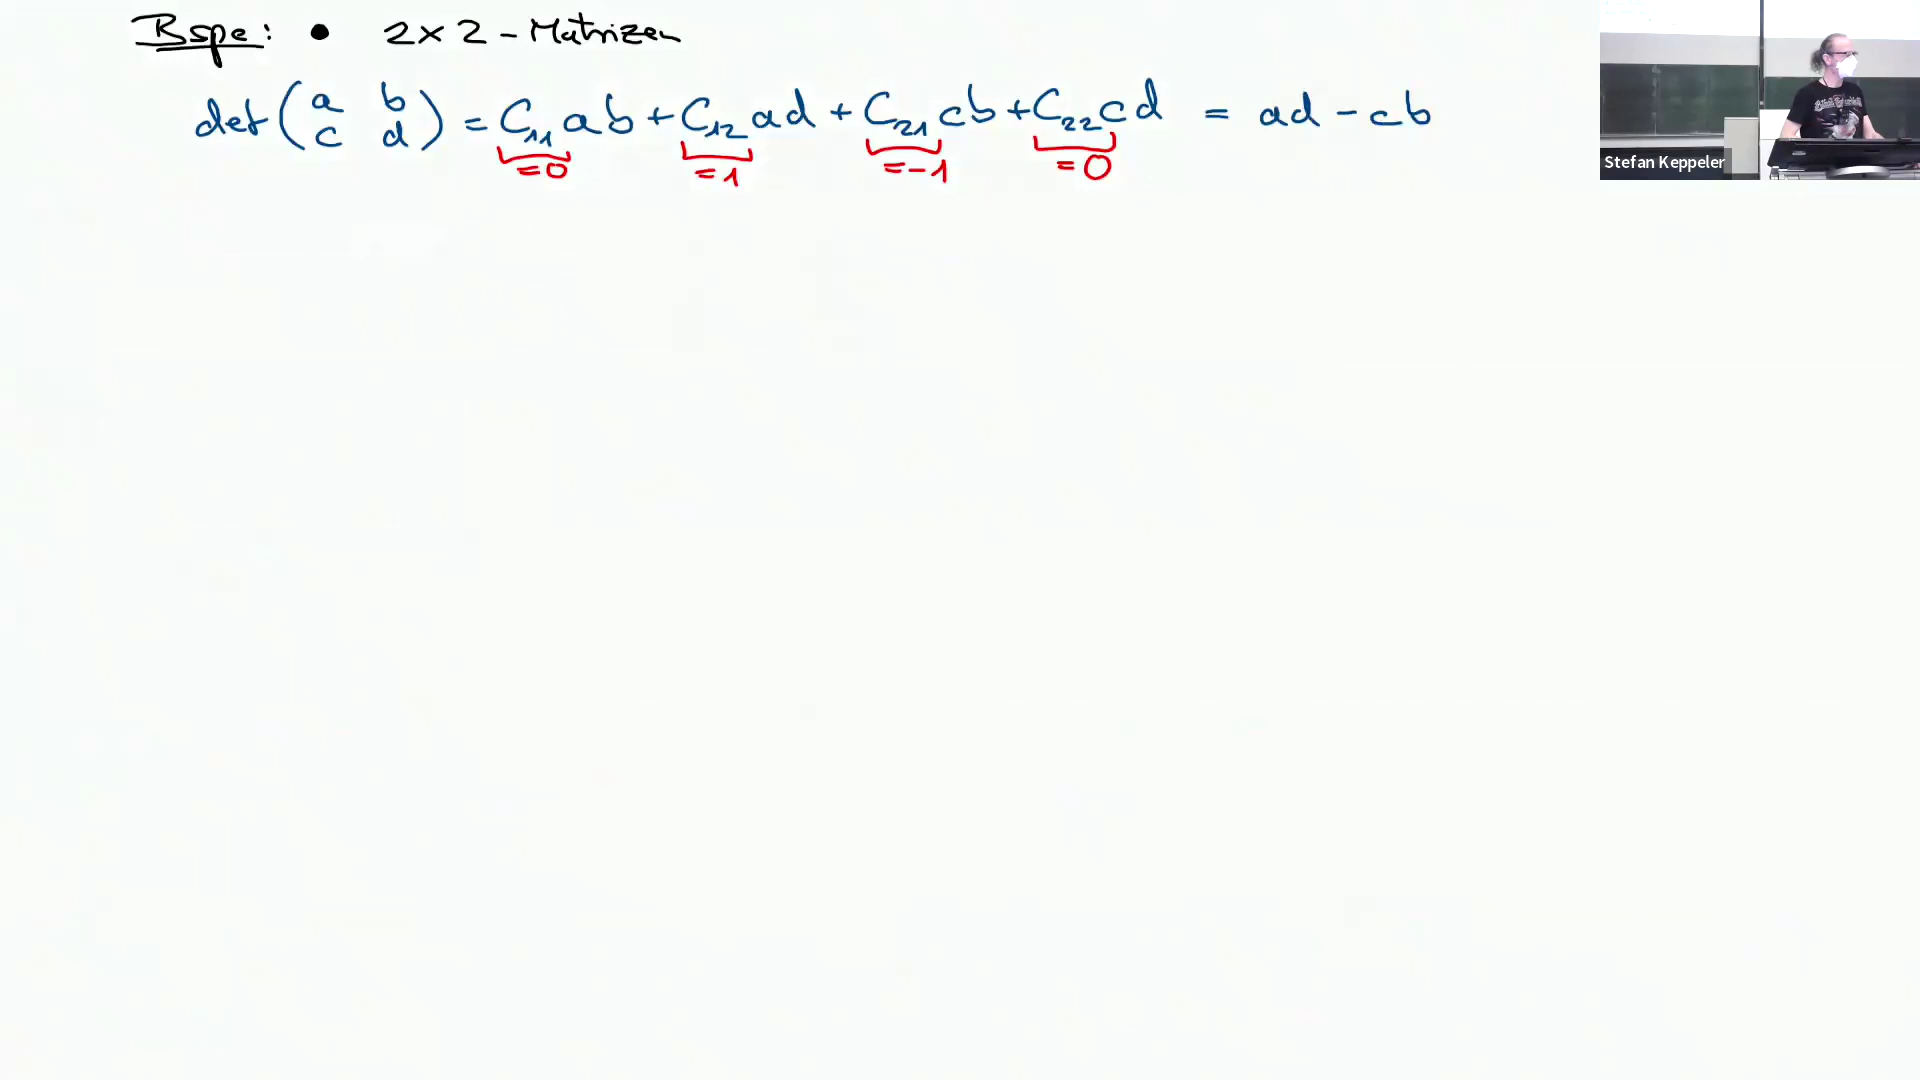 Bspe: • 2×2-Matrizen
det ( a b
c d ) = C₁₁ab + C₁₂ad + C₂₁cb + C₂₂cd = ad - cb
=0 =1 =-1 =0
Stefan Keppeler